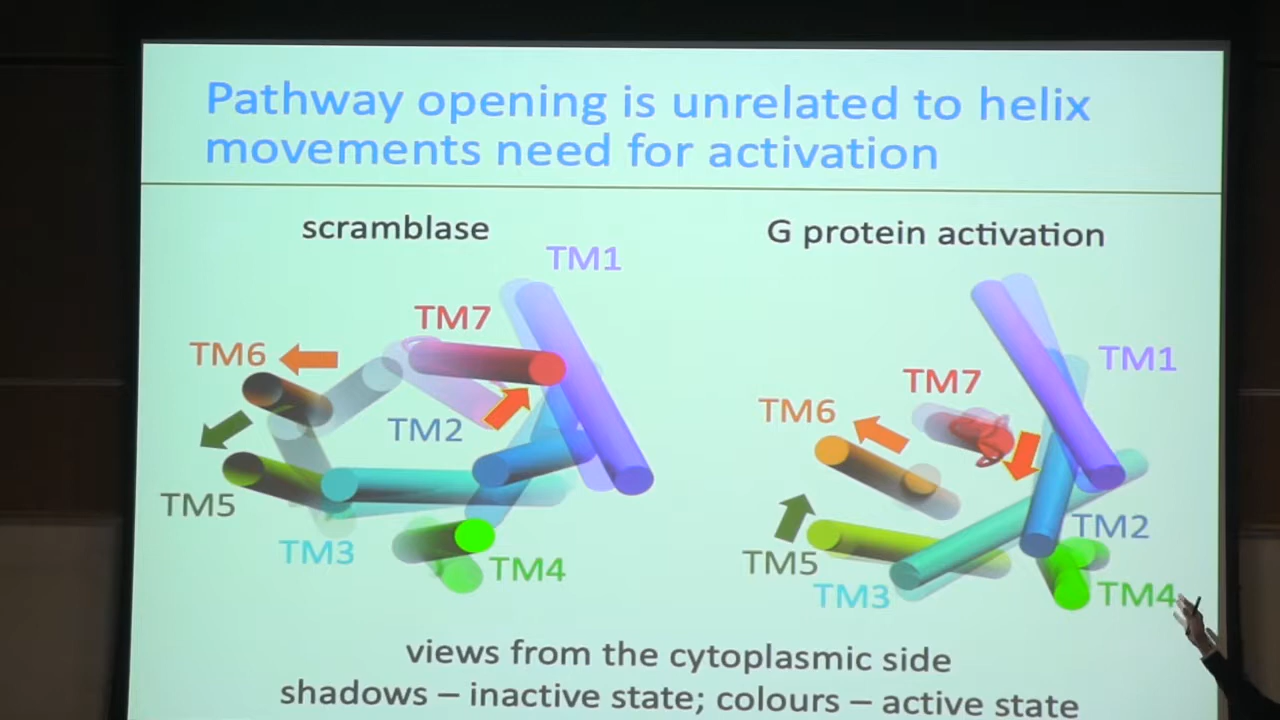 Pathway opening is unrelated to helix
movements need for activation
scramblase
G protein activation
TM1
TM7
TM6
TM2
TM5
TM3
TM4
TM1
TM7
TM6
TM2
TM5
TM3
TM4
views from the cytoplasmic side
shadows – inactive state; colours – active state